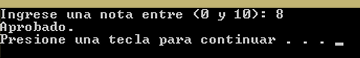 Ingrese una nota entre (0 y 10): 8
Aprobado.
Presione una tecla para continuar . . .